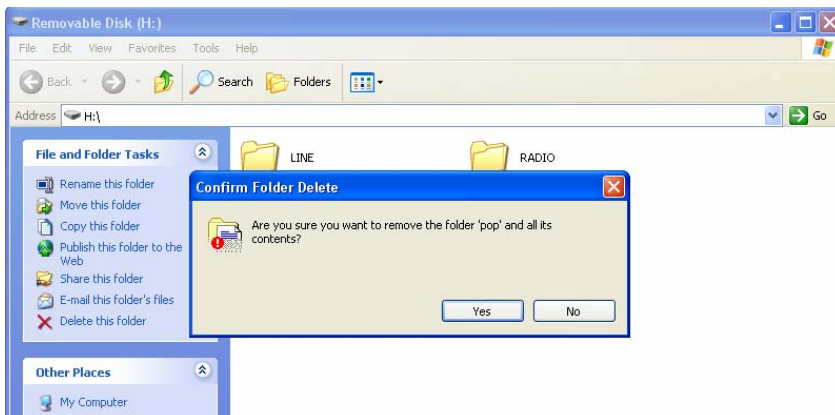 Removable Disk (H:)
File Edit View Favorites Tools Help
Back Search Folders
Address H:\ Go
File and Folder Tasks
Rename this folder
Move this folder
Copy this folder
Publish this folder to the
Web
Share this folder
E-mail this folder's files
Delete this folder
Other Places
My Computer
LINE RADIO
Confirm Folder Delete
Are you sure you want to remove the folder 'pop' and all its
contents?
Yes No